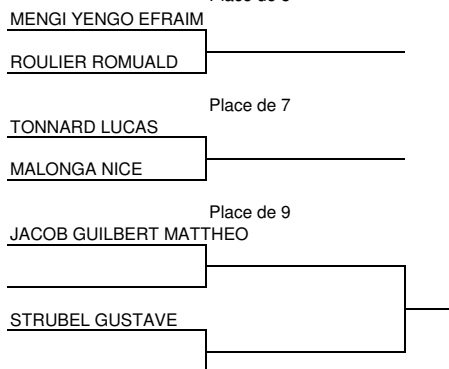 MENGI YENGO EFRAIM
ROULIER ROMUALD
Place de 7
TONNARD LUCAS
MALONGA NICE
Place de 9
JACOB GUILBERT MATTHEO
STRUBEL GUSTAVE